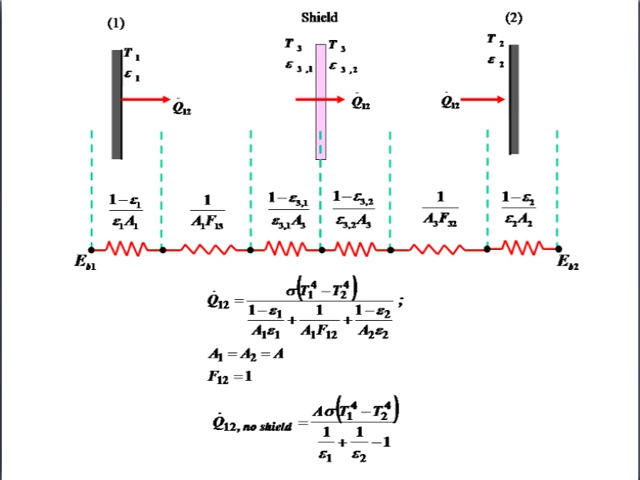 (1) Shield (2)
T₁ T₃ T₃ T₂
ε₁ ε₃,₁ ε₃,₂ ε₂
Q̇₁₂ Q̇₁₂ Q̇₁₂
(1−ε₁)/(ε₁A₁) 1/(A₁F₁₃) (1−ε₃,₁)/(ε₃,₁A₃) (1−ε₃,₂)/(ε₃,₂A₃) 1/(A₃F₃₂) (1−ε₂)/(ε₂A₂)
E_b1 E_b2
Q̇₁₂ = σ(T₁⁴ − T₂⁴) / ((1−ε₁)/(A₁ε₁) + 1/(A₁F₁₂) + (1−ε₂)/(A₂ε₂)) ;
A₁ = A₂ = A
F₁₂ = 1
Q̇₁₂, no shield = Aσ(T₁⁴ − T₂⁴) / (1/ε₁ + 1/ε₂ − 1)